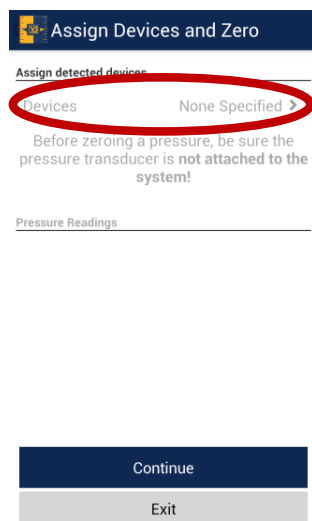 Assign Devices and Zero
Assign detected devices
Devices None Specified >
Before zeroing a pressure, be sure the
pressure transducer is not attached to the
system!
Pressure Readings
Continue
Exit